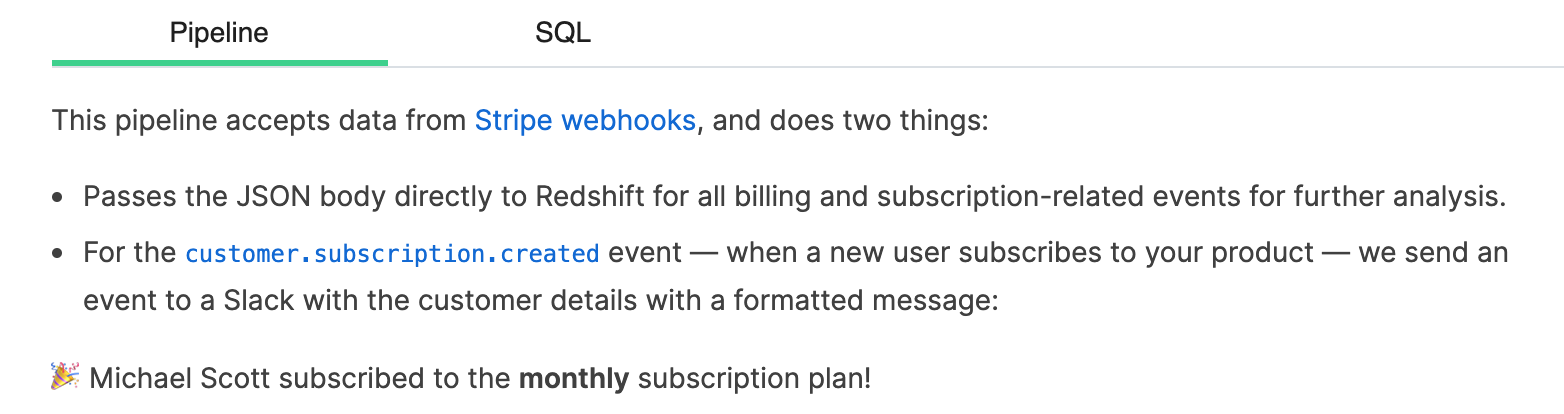 Pipeline SQL
This pipeline accepts data from Stripe webhooks, and does two things:
• Passes the JSON body directly to Redshift for all billing and subscription-related events for further analysis.
• For the customer.subscription.created event — when a new user subscribes to your product — we send an
event to a Slack with the customer details with a formatted message:
🎉 Michael Scott subscribed to the monthly subscription plan!